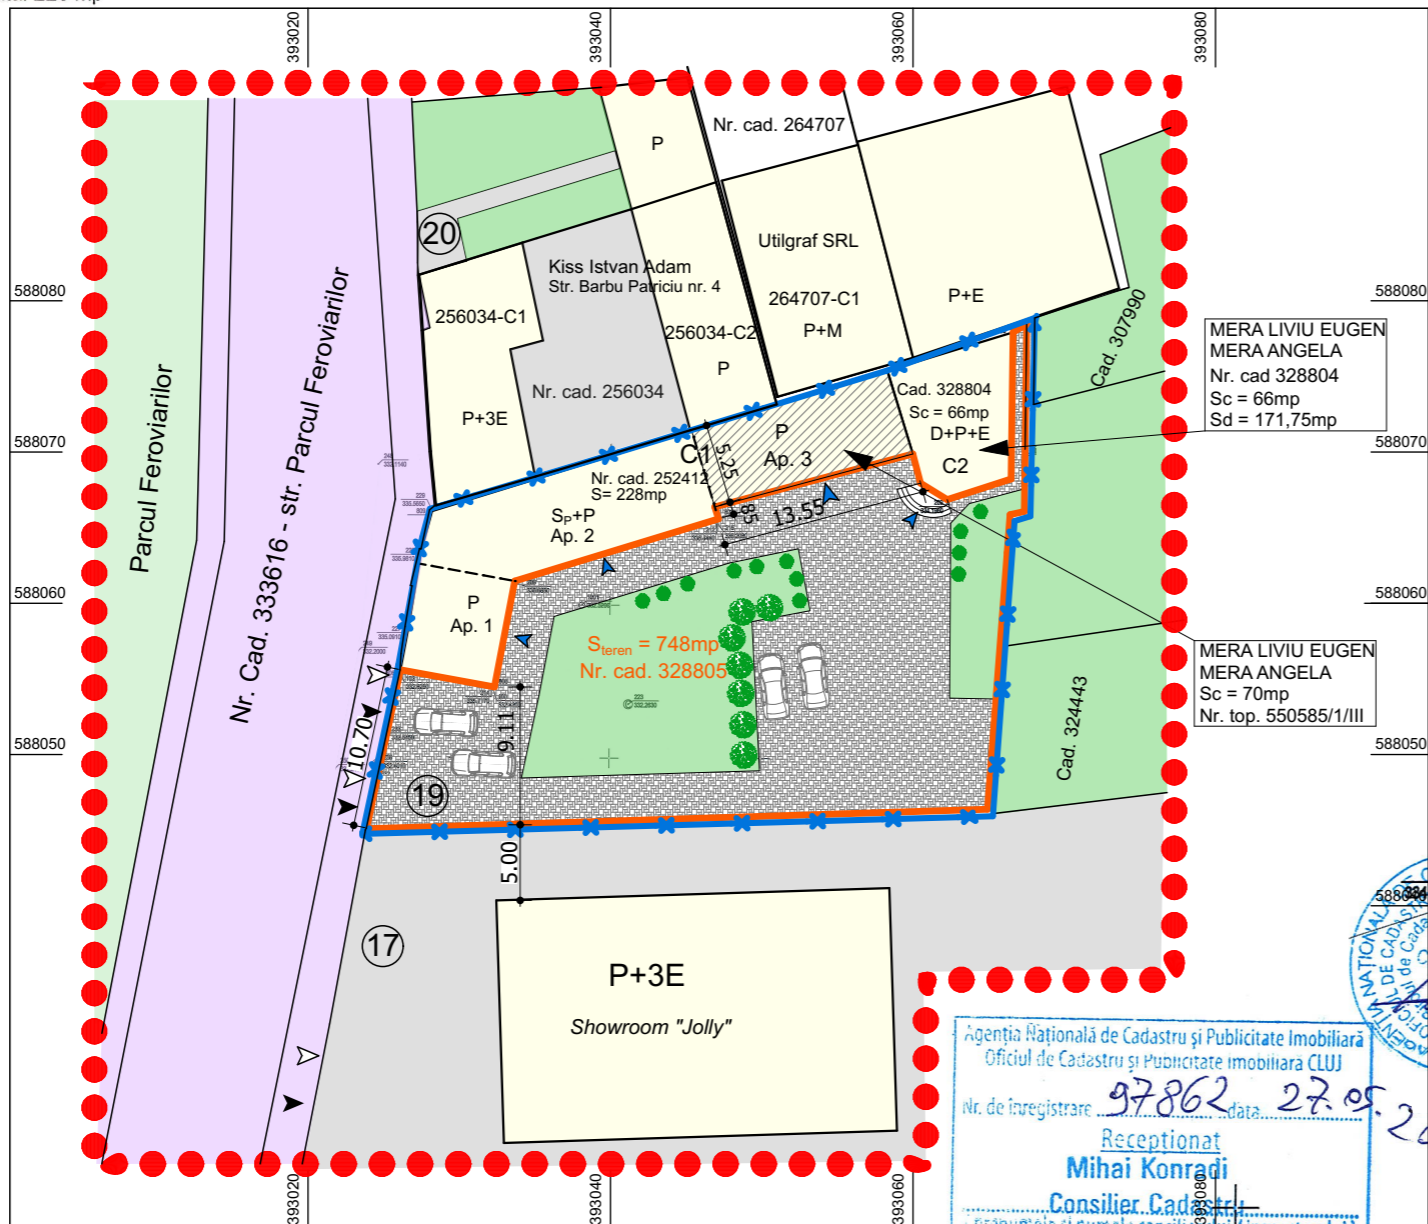 393020
393040
393060
393080
Nr. cad. 264707
P
20
Utilgraf SRL
Kiss Istvan Adam
Str. Barbu Patriciu nr. 4
264707-C1
P+E
P+M
588080
588080
256034-C1
256034-C2
P
Cad. 307990
MERA LIVIU EUGEN
MERA ANGELA
Nr. cad 328804
Sc = 66mp
Sd = 171,75mp
Parcul Feroviarilor
Nr. Cad. 333616 - str. Parcul Feroviarilor
Nr. cad. 256034
Cad. 328804
Sc = 66mp
D+P+E
C2
P+3E
588070
588070
C1
P
Ap. 3
5.25
Nr. cad. 252412
S= 228mp
SP+P
Ap. 2
85
13.55
588060
588060
P
Ap. 1
Steren = 748mp
Nr. cad. 328805
MERA LIVIU EUGEN
MERA ANGELA
Sc = 70mp
Nr. top. 550585/1/III
10.70
9.11
Cad. 324443
588050
588050
19
5.00
17
P+3E
Showroom "Jolly"
Agenția Națională de Cadastru și Publicitate Imobiliară
Oficiul de Cadastru și Publicitate Imobiliară CLUJ
Nr. de înregistrare 97862 data 27.05.
Recepționat
Mihai Konradi
Consilier Cadastru
393020
393040
393060
393080